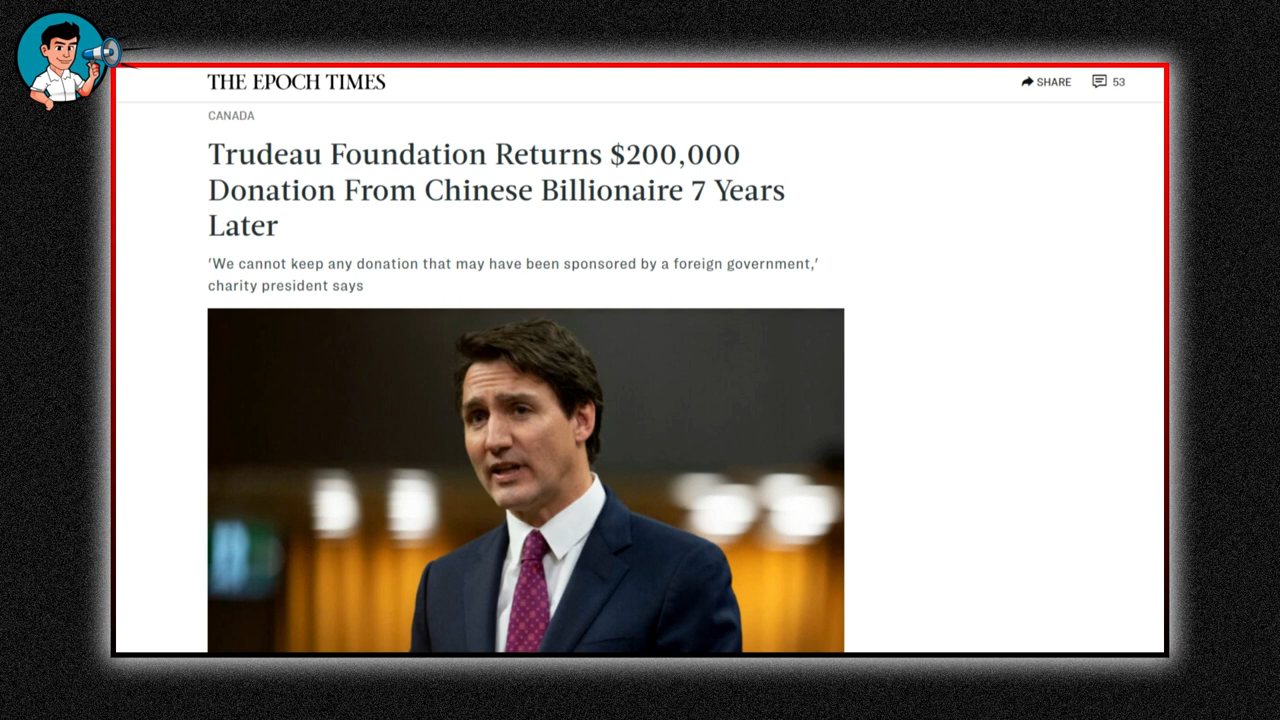 THE EPOCH TIMES
SHARE
53
CANADA
Trudeau Foundation Returns $200,000
Donation From Chinese Billionaire 7 Years
Later
‘We cannot keep any donation that may have been sponsored by a foreign government,’
charity president says